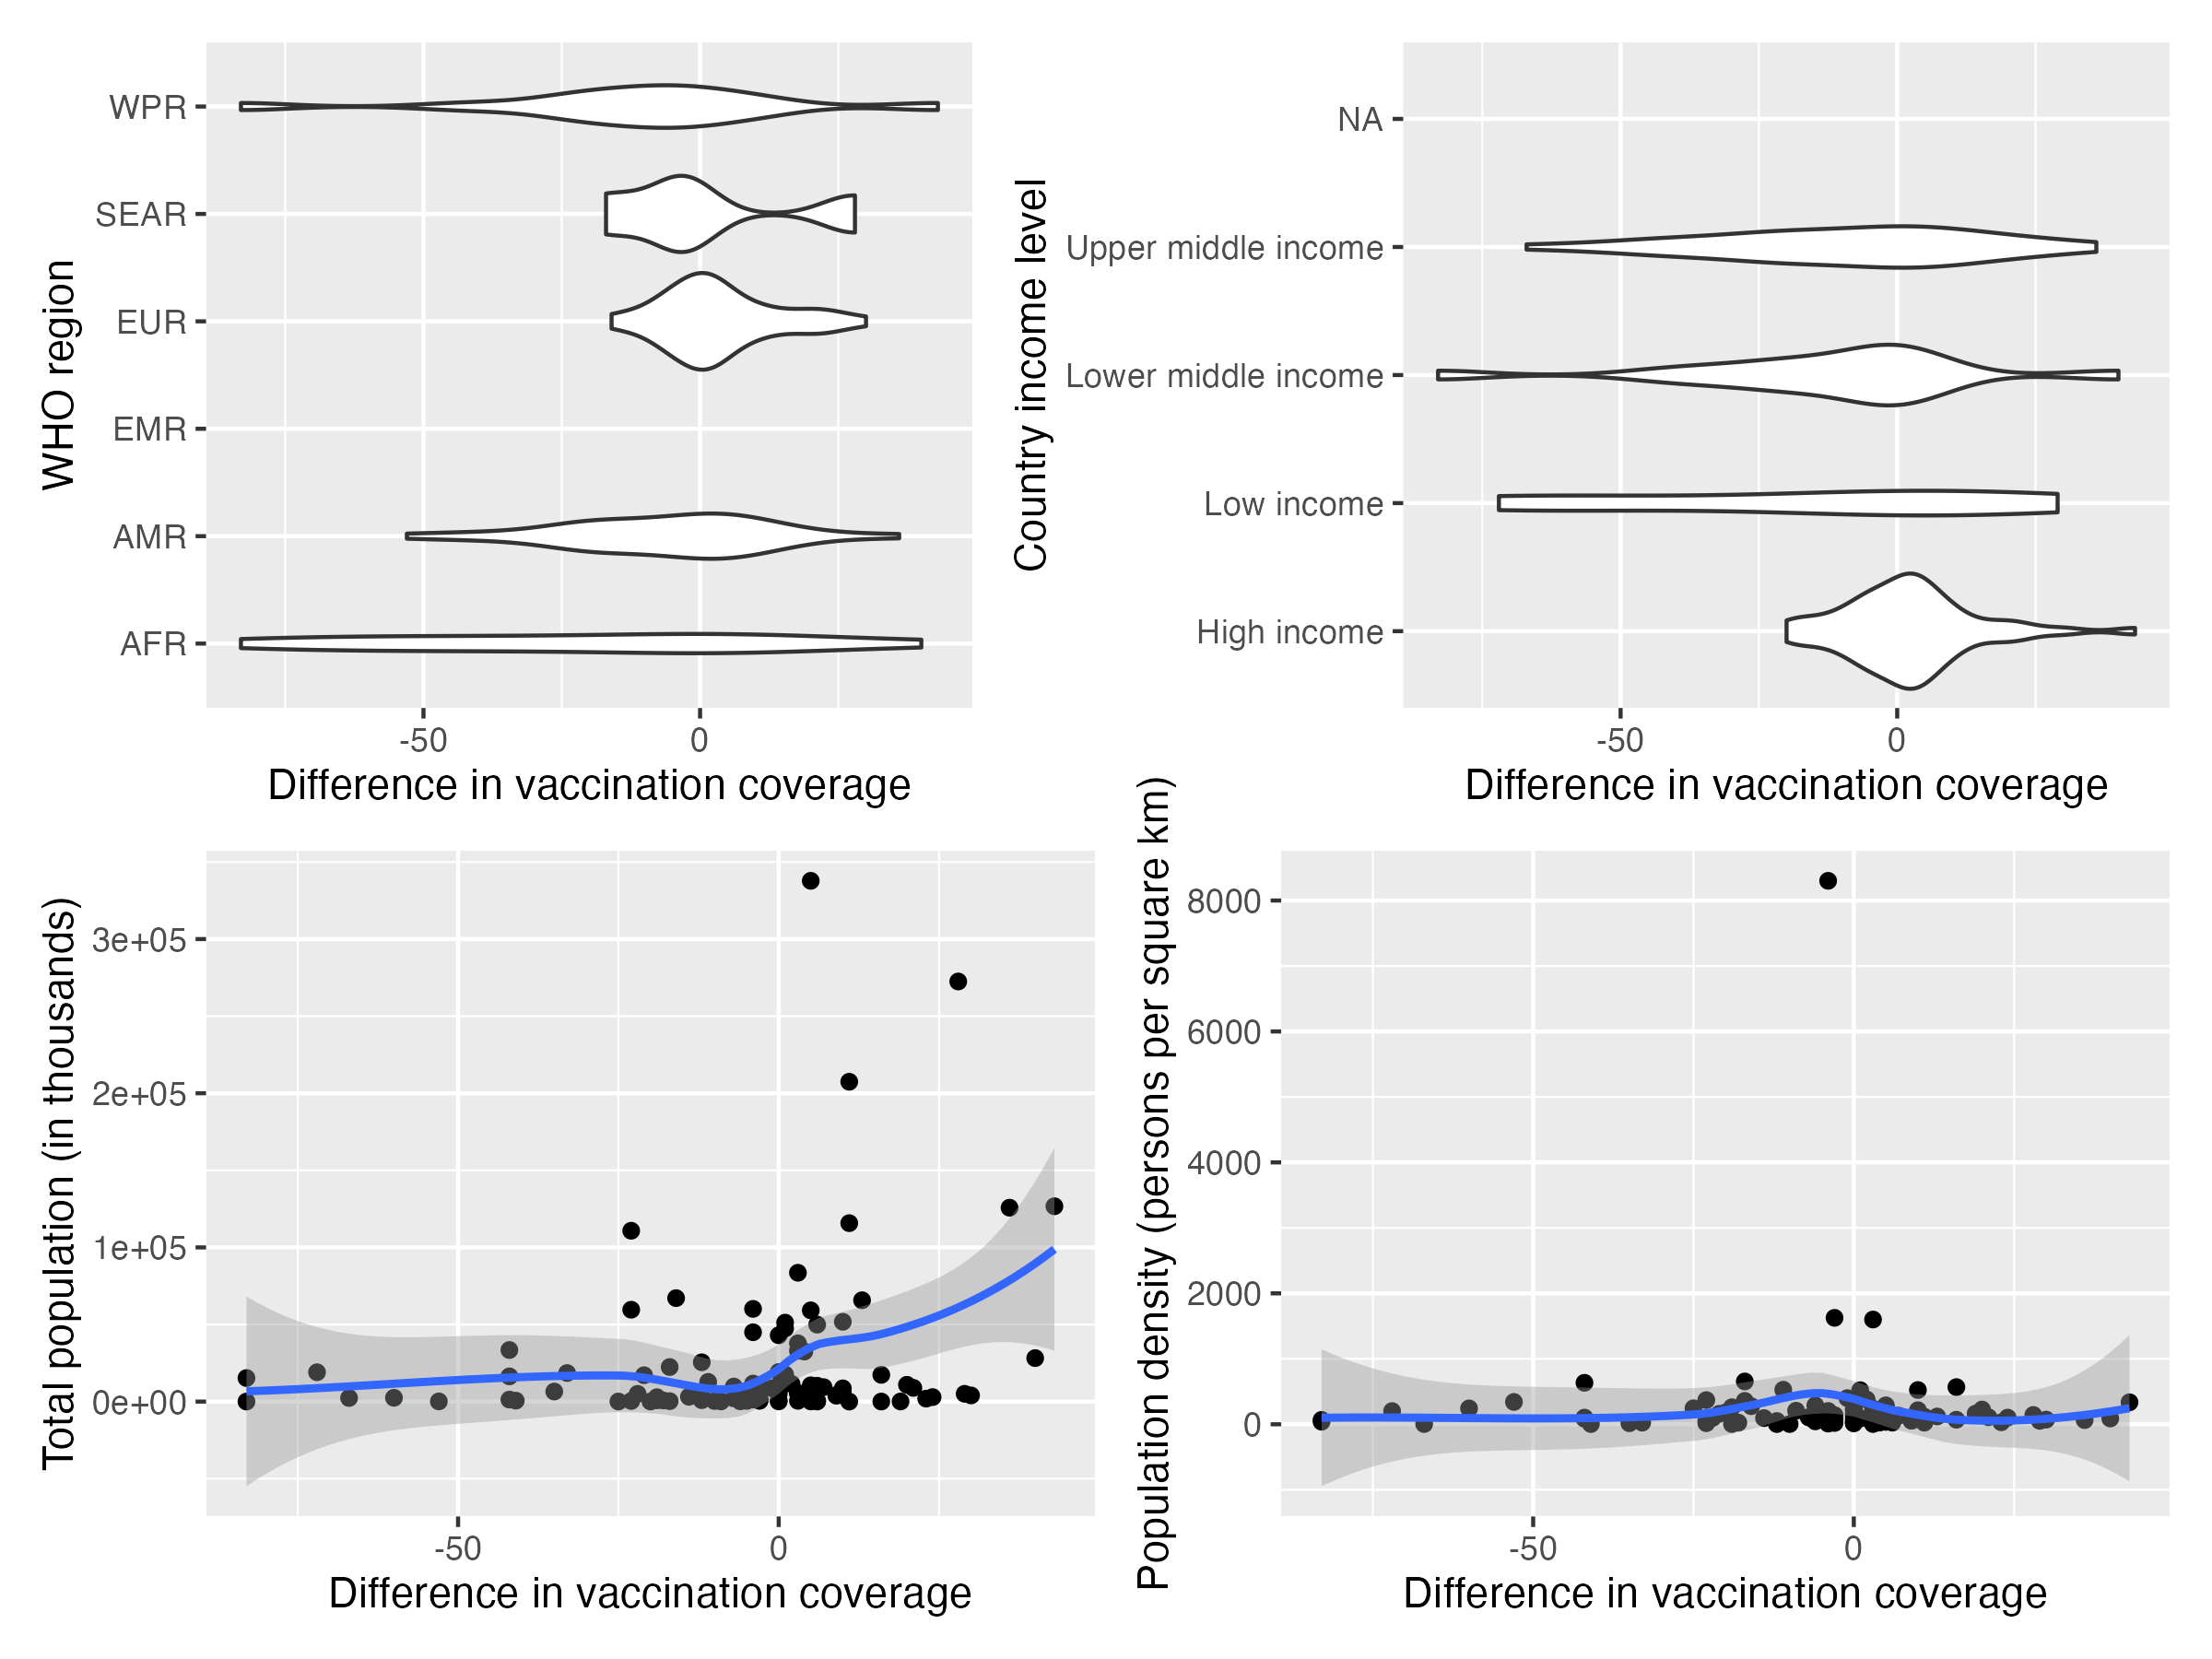 WHO region
WPR
SEAR
EUR
EMR
AMR
AFR
-50
0
Difference in vaccination coverage
Country income level
NA
Upper middle income
Lower middle income
Low income
High income
-50
0
Difference in vaccination coverage
Total population (in thousands)
3e+05
2e+05
1e+05
0e+00
-50
0
Difference in vaccination coverage
Population density (persons per square km)
8000
6000
4000
2000
0
-50
0
Difference in vaccination coverage